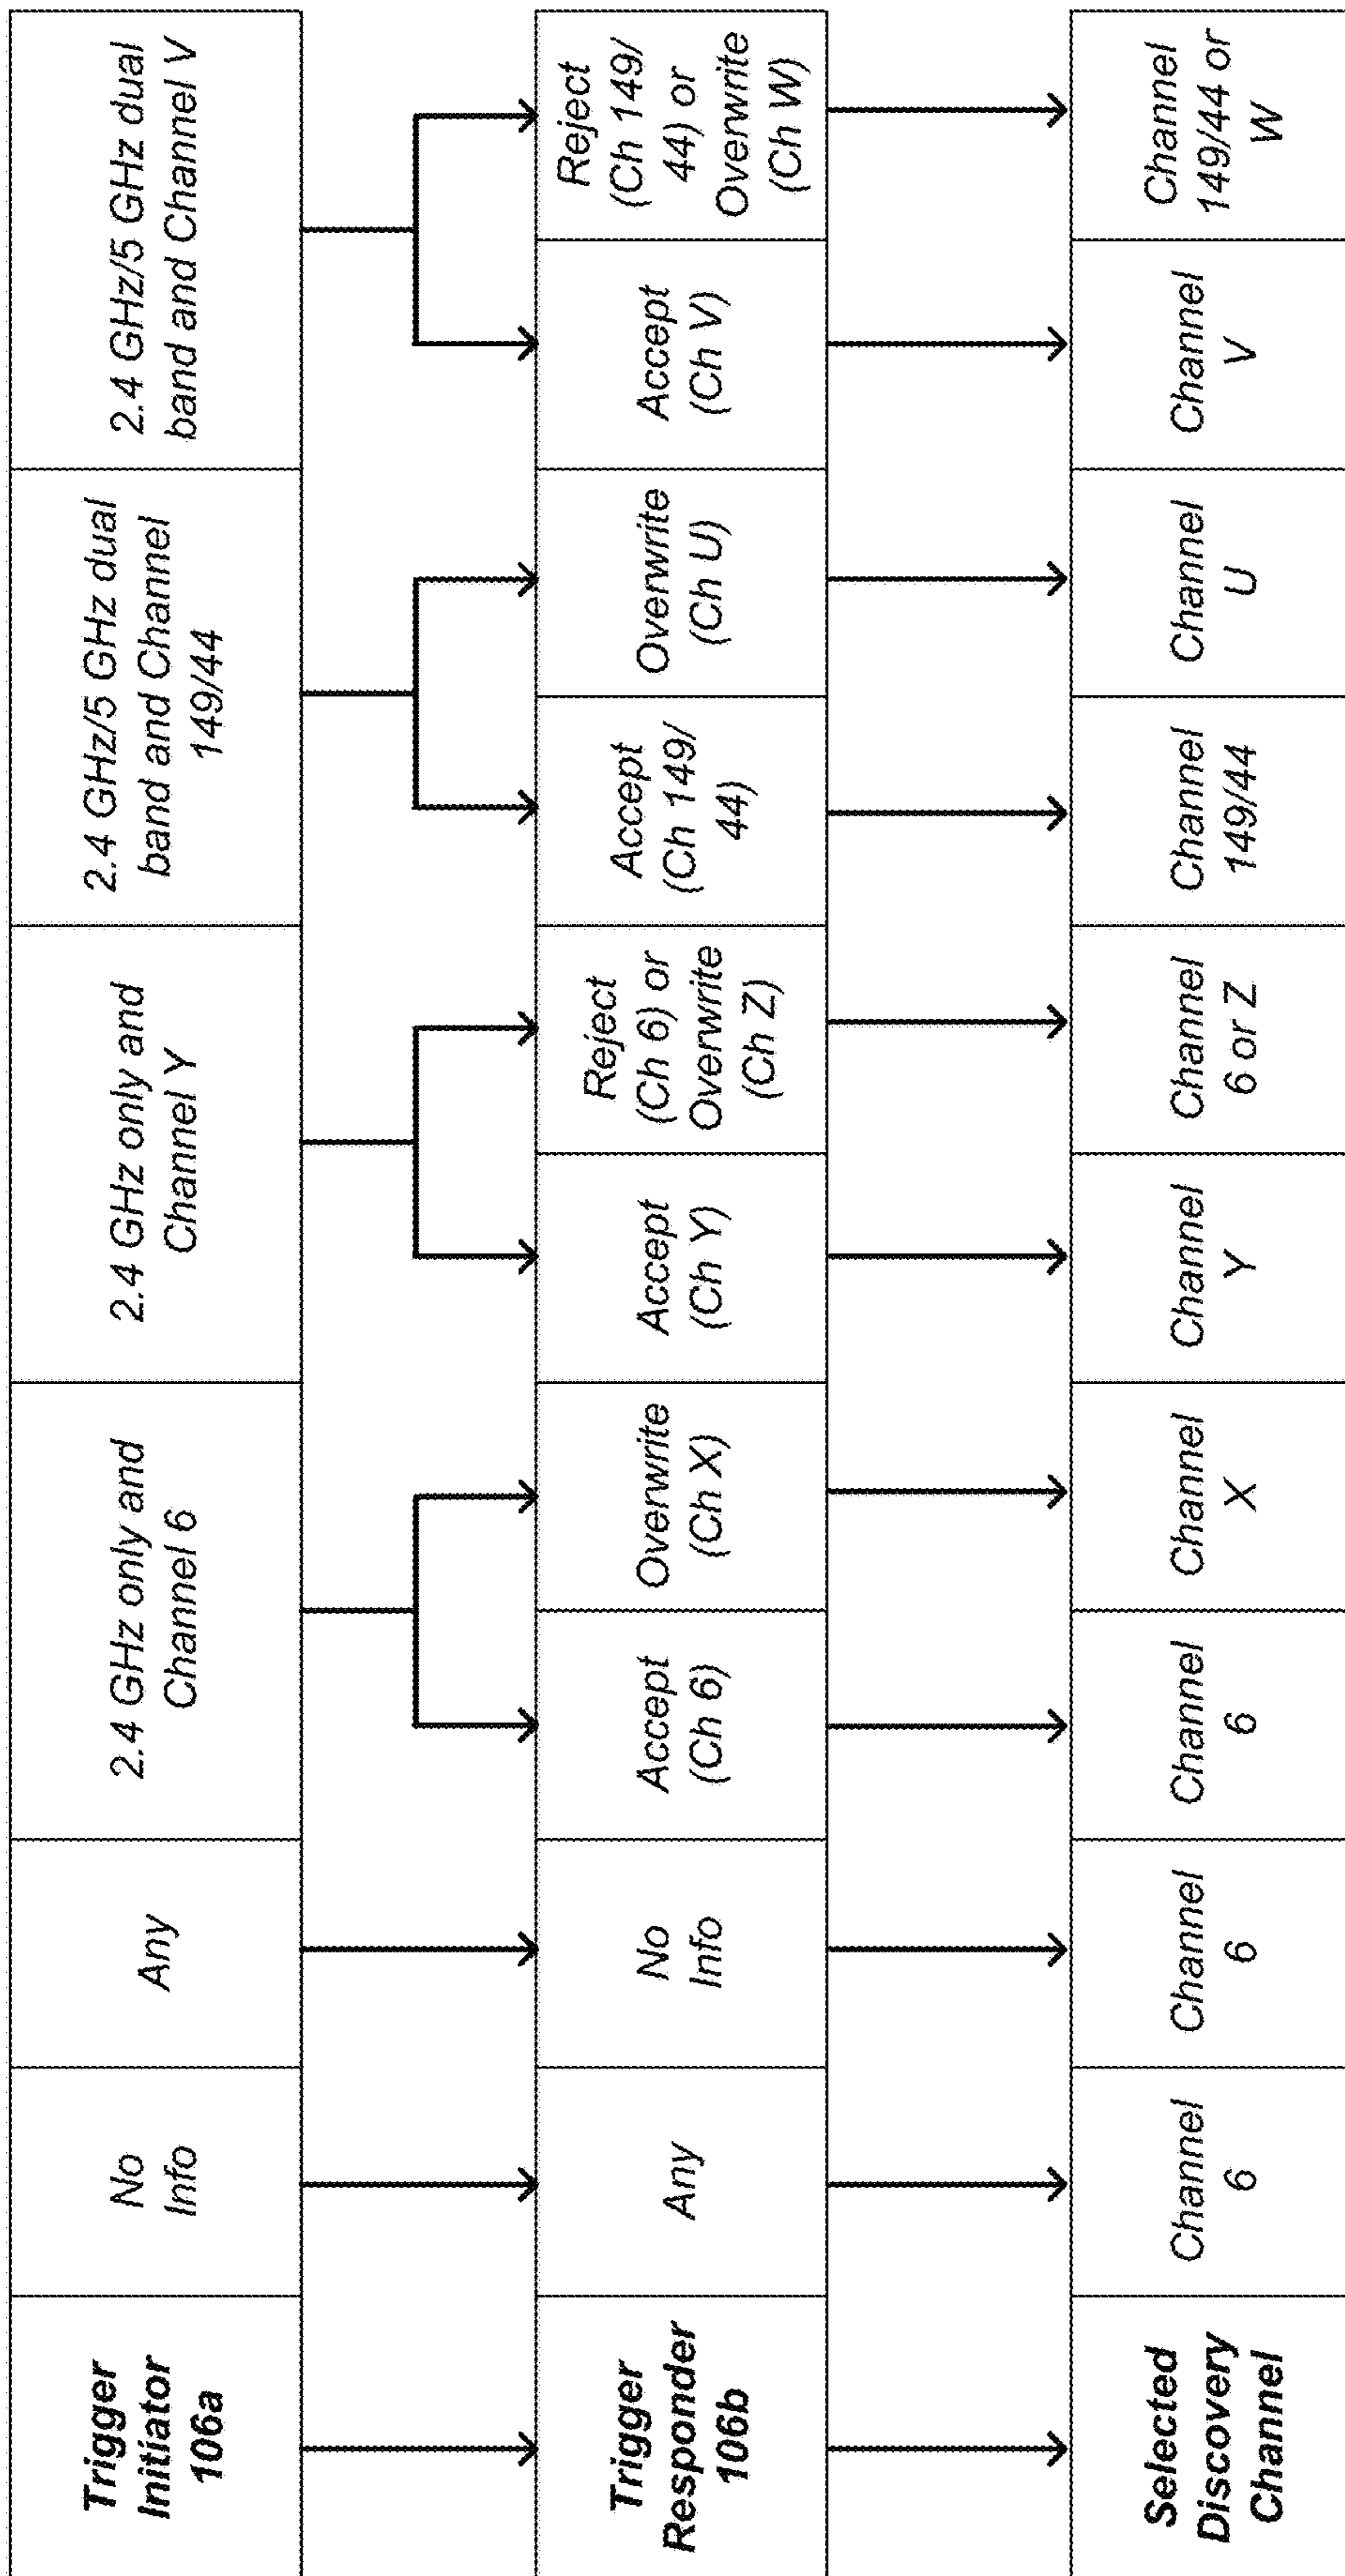 Trigger
Initiator
106a
No
Info
Any
2.4 GHz only and
Channel 6
2.4 GHz only and
Channel Y
2.4 GHz/5 GHz dual
band and Channel
149/44
2.4 GHz/5 GHz dual
band and Channel V
Trigger
Responder
106b
Any
No
Info
Accept
(Ch 6)
Overwrite
(Ch X)
Accept
(Ch Y)
Reject
(Ch 6) or
Overwrite
(Ch Z)
Accept
(Ch 149/
44)
Overwrite
(Ch U)
Accept
(Ch V)
Reject
(Ch 149/
44) or
Overwrite
(Ch W)
Selected
Discovery
Channel
Channel
6
Channel
6
Channel
6
Channel
X
Channel
Y
Channel
6 or Z
Channel
149/44
Channel
U
Channel
V
Channel
149/44 or
W